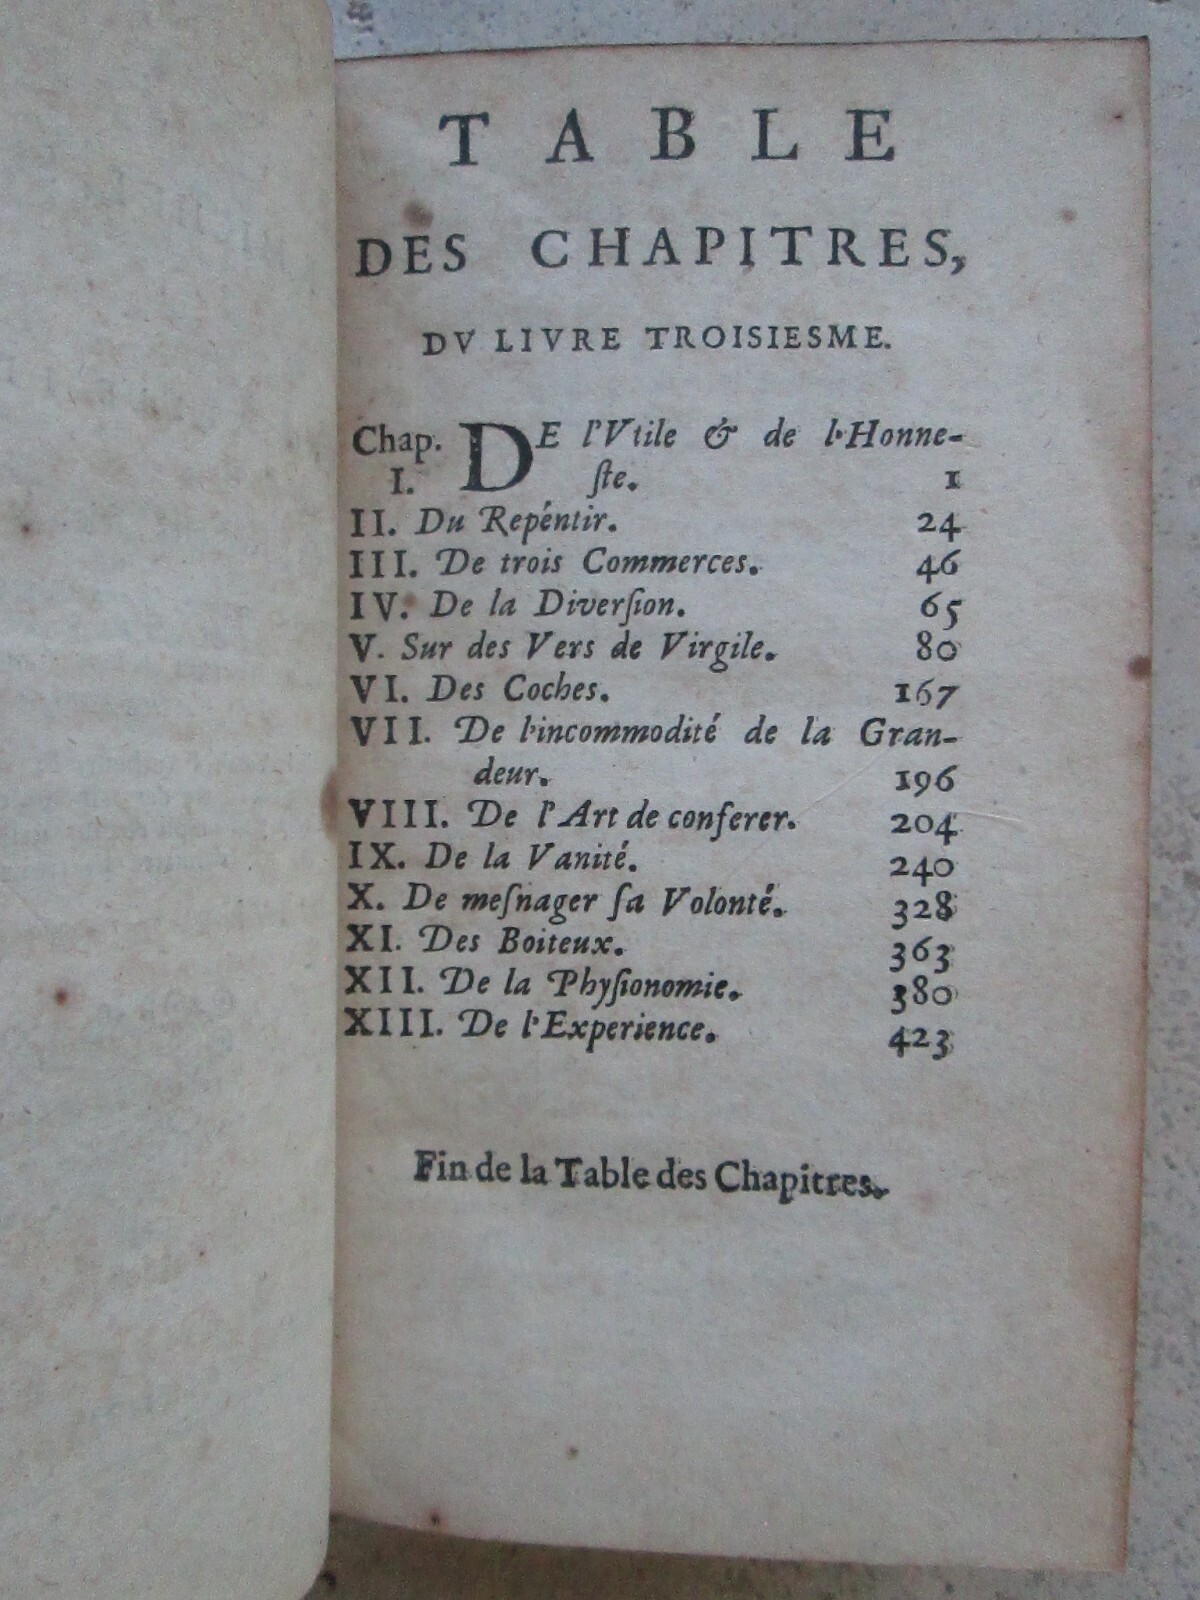 TABLE
DES CHAPITRES,
DV LIVRE TROISIESME.
Chap. DE l'Vtile & de l'Honne-
I. ſte. 1
II. Du Repéntir. 24
III. De trois Commerces. 46
IV. De la Diverſion. 65
V. Sur des Vers de Virgile. 80
VI. Des Coches. 167
VII. De l'incommodité de la Gran-
deur. 196
VIII. De l'Art de conferer. 204
IX. De la Vanité. 240
X. De meſnager ſa Volonté. 328
XI. Des Boiteux. 363
XII. De la Phyſionomie. 380
XIII. De l'Experience. 423
Fin de la Table des Chapitres.